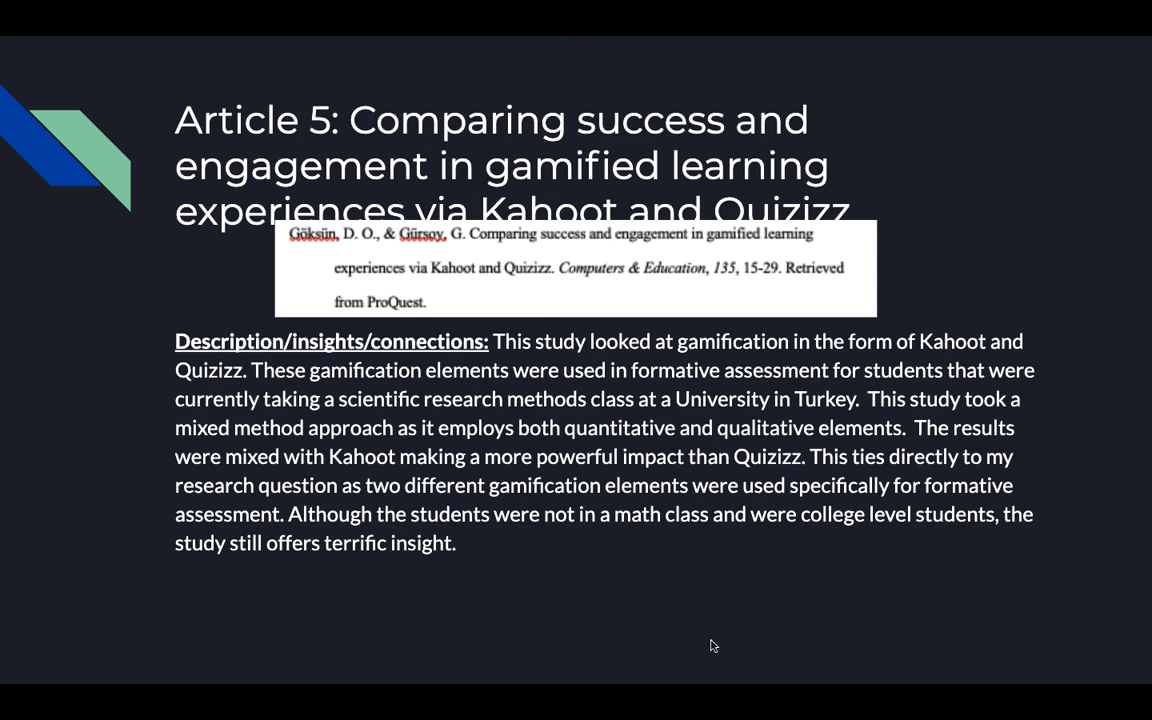 Article 5: Comparing success and
engagement in gamified learning
experiences via Kahoot and Quizizz
Göksün, D. O., & Gürsoy, G. Comparing success and engagement in gamified learning
experiences via Kahoot and Quizizz. Computers & Education, 135, 15-29. Retrieved
from ProQuest.
Description/insights/connections: This study looked at gamification in the form of Kahoot and
Quizizz. These gamification elements were used in formative assessment for students that were
currently taking a scientific research methods class at a University in Turkey.  This study took a
mixed method approach as it employs both quantitative and qualitative elements.  The results
were mixed with Kahoot making a more powerful impact than Quizizz. This ties directly to my
research question as two different gamification elements were used specifically for formative
assessment. Although the students were not in a math class and were college level students, the
study still offers terrific insight.